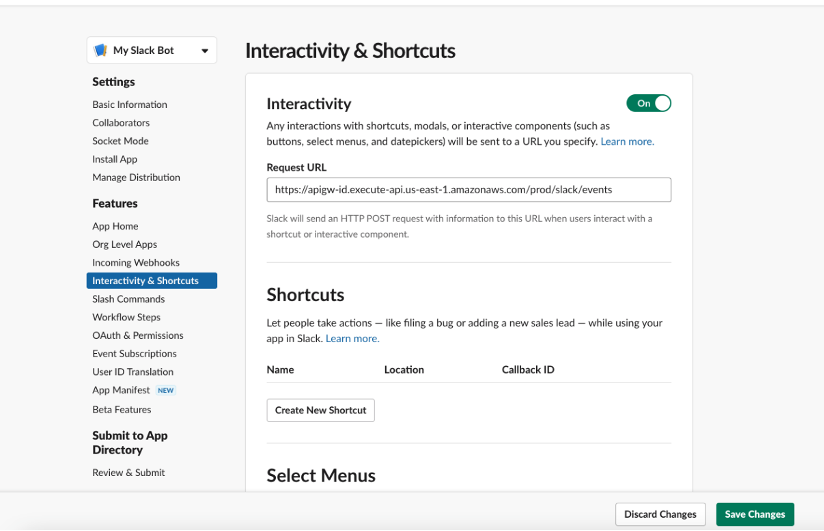 My Slack Bot
Settings
Basic Information
Collaborators
Socket Mode
Install App
Manage Distribution
Features
App Home
Org Level Apps
Incoming Webhooks
Interactivity & Shortcuts
Slash Commands
Workflow Steps
OAuth & Permissions
Event Subscriptions
User ID Translation
App Manifest NEW
Beta Features
Submit to App
Directory
Review & Submit
Interactivity & Shortcuts
Interactivity
On
Any interactions with shortcuts, modals, or interactive components (such as
buttons, select menus, and datepickers) will be sent to a URL you specify. Learn more.
Request URL
https://apigw-id.execute-api.us-east-1.amazonaws.com/prod/slack/events
Slack will send an HTTP POST request with information to this URL when users interact with a
shortcut or interactive component.
Shortcuts
Let people take actions — like filing a bug or adding a new sales lead — while using your
app in Slack. Learn more.
Name Location Callback ID
Create New Shortcut
Select Menus
Discard Changes Save Changes